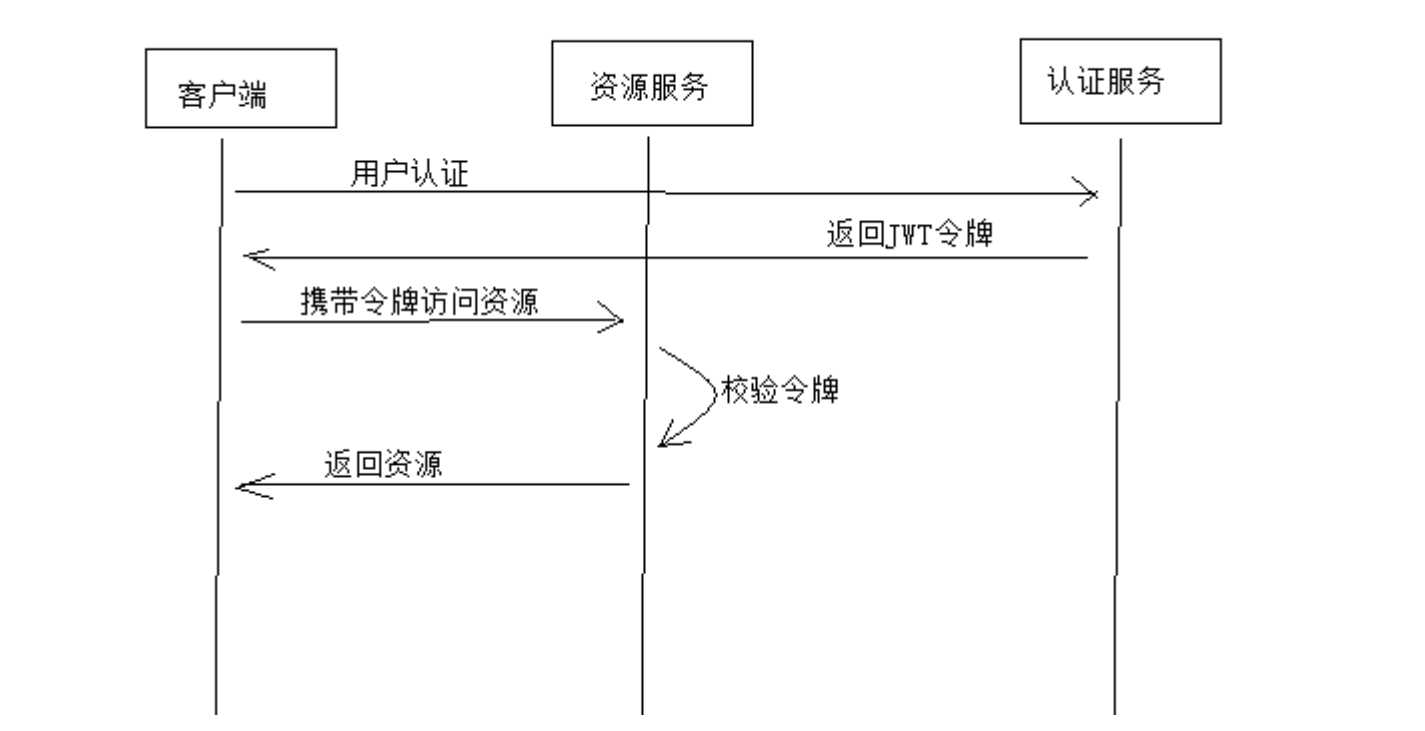 客户端
资源服务
认证服务
用户认证
返回JWT令牌
携带令牌访问资源
校验令牌
返回资源